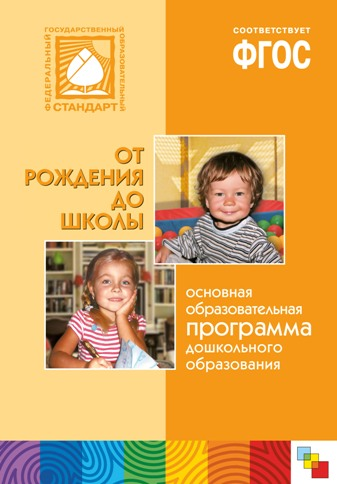 ФЕДЕРАЛЬНЫЙ
ГОСУДАРСТВЕННЫЙ
ОБРАЗОВАТЕЛЬНЫЙ
СТАНДАРТ
СООТВЕТСТВУЕТ
ФГОС
ОТ
РОЖДЕНИЯ
ДО
ШКОЛЫ
основная
образовательная
программа
дошкольного
образования